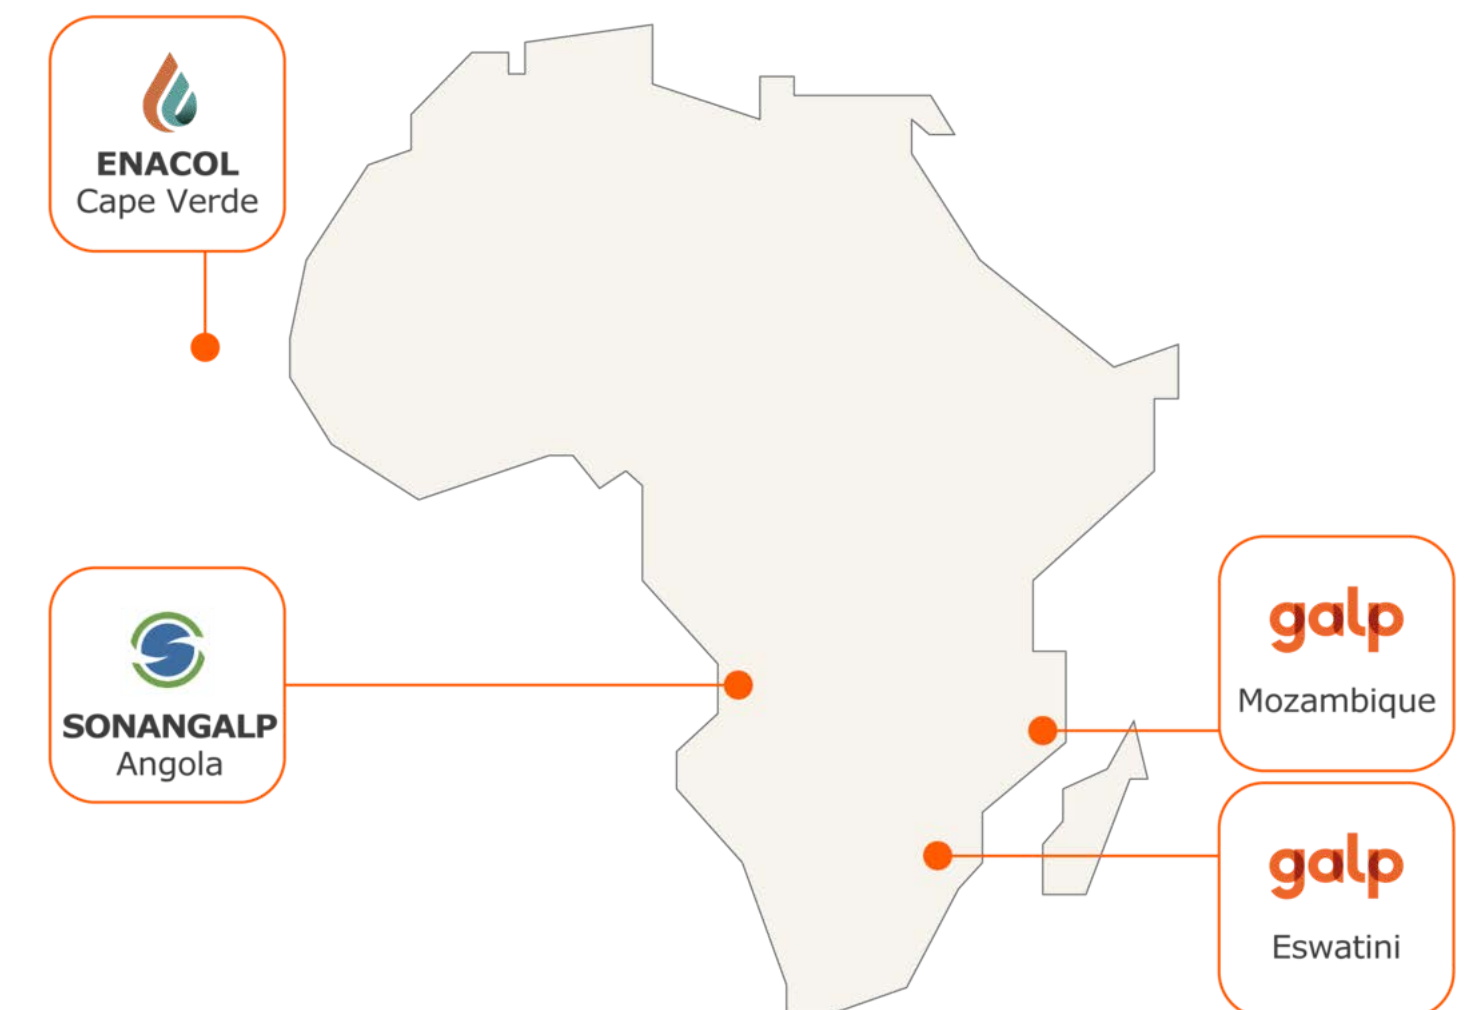 ENACOL
Cape Verde
SONANGALP
Angola
galp
Mozambique
galp
Eswatini